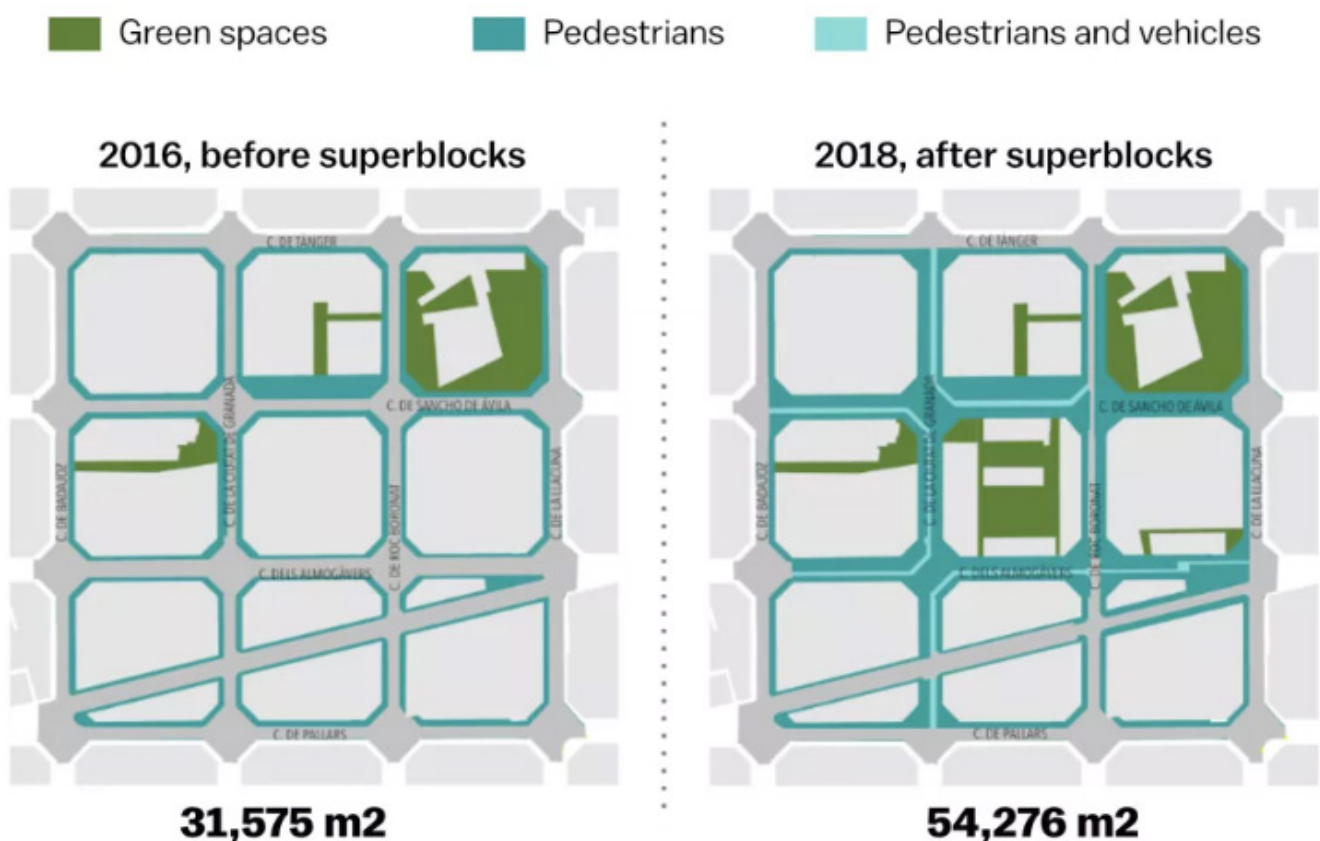 Green spaces
Pedestrians
Pedestrians and vehicles
2016, before superblocks
2018, after superblocks
C. DE TÀNGER
C. DE SANCHO DE ÁVILA
C. DE LA CIUTAT DE GRANADA
C. DE BADAJOZ
C. DE ROC BORONAT
C. DE LA LLACUNA
C. DELS ALMOGÀVERS
C. DE PALLARS
C. DE TÀNGER
C. DE SANCHO DE ÁVILA
C. DE LA CIUTAT DE GRANADA
C. DE BADAJOZ
C. DE ROC BORONAT
C. DE LA LLACUNA
C. DELS ALMOGÀVERS
C. DE PALLARS
31,575 m2
54,276 m2